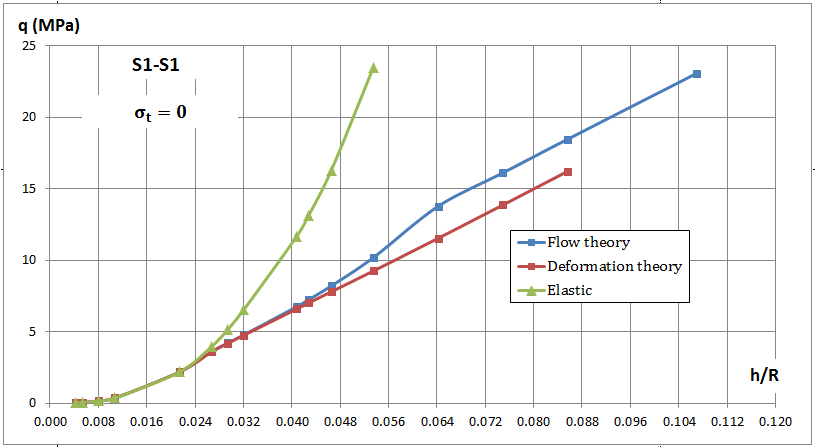 q (MPa)
25
S1-S1
20
σt = 0
15
Flow theory
10
Deformation theory
Elastic
5
h/R
0
0.000 0.008 0.016 0.024 0.032 0.040 0.048 0.056 0.064 0.072 0.080 0.088 0.096 0.104 0.112 0.120